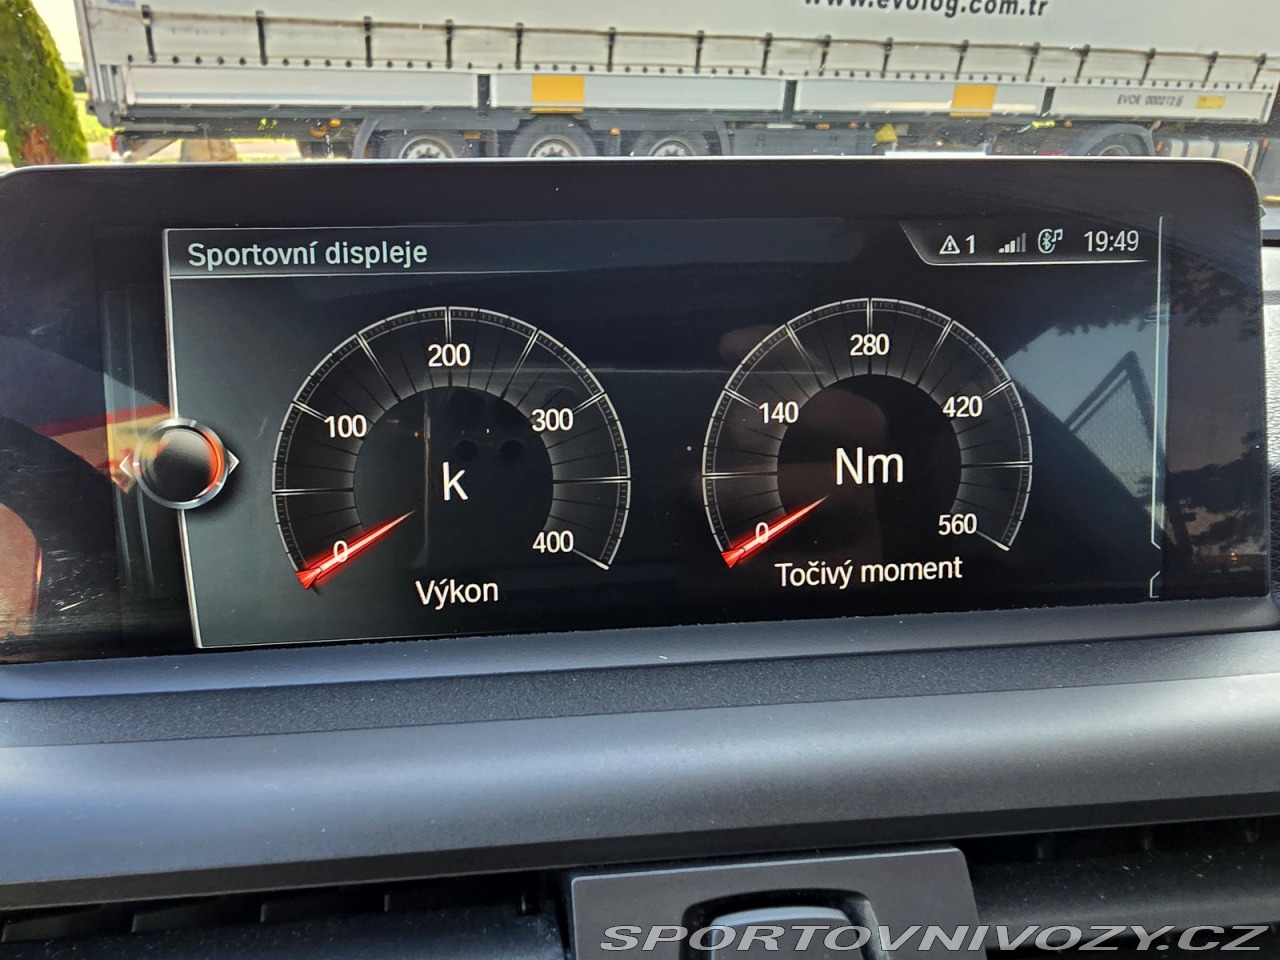 www.evolog.com.tr
Sportovní displeje
1
19:49
200
100
300
k
0
400
Výkon
280
140
420
Nm
0
560
Točivý moment
SPORTOVNIVOZY.CZ